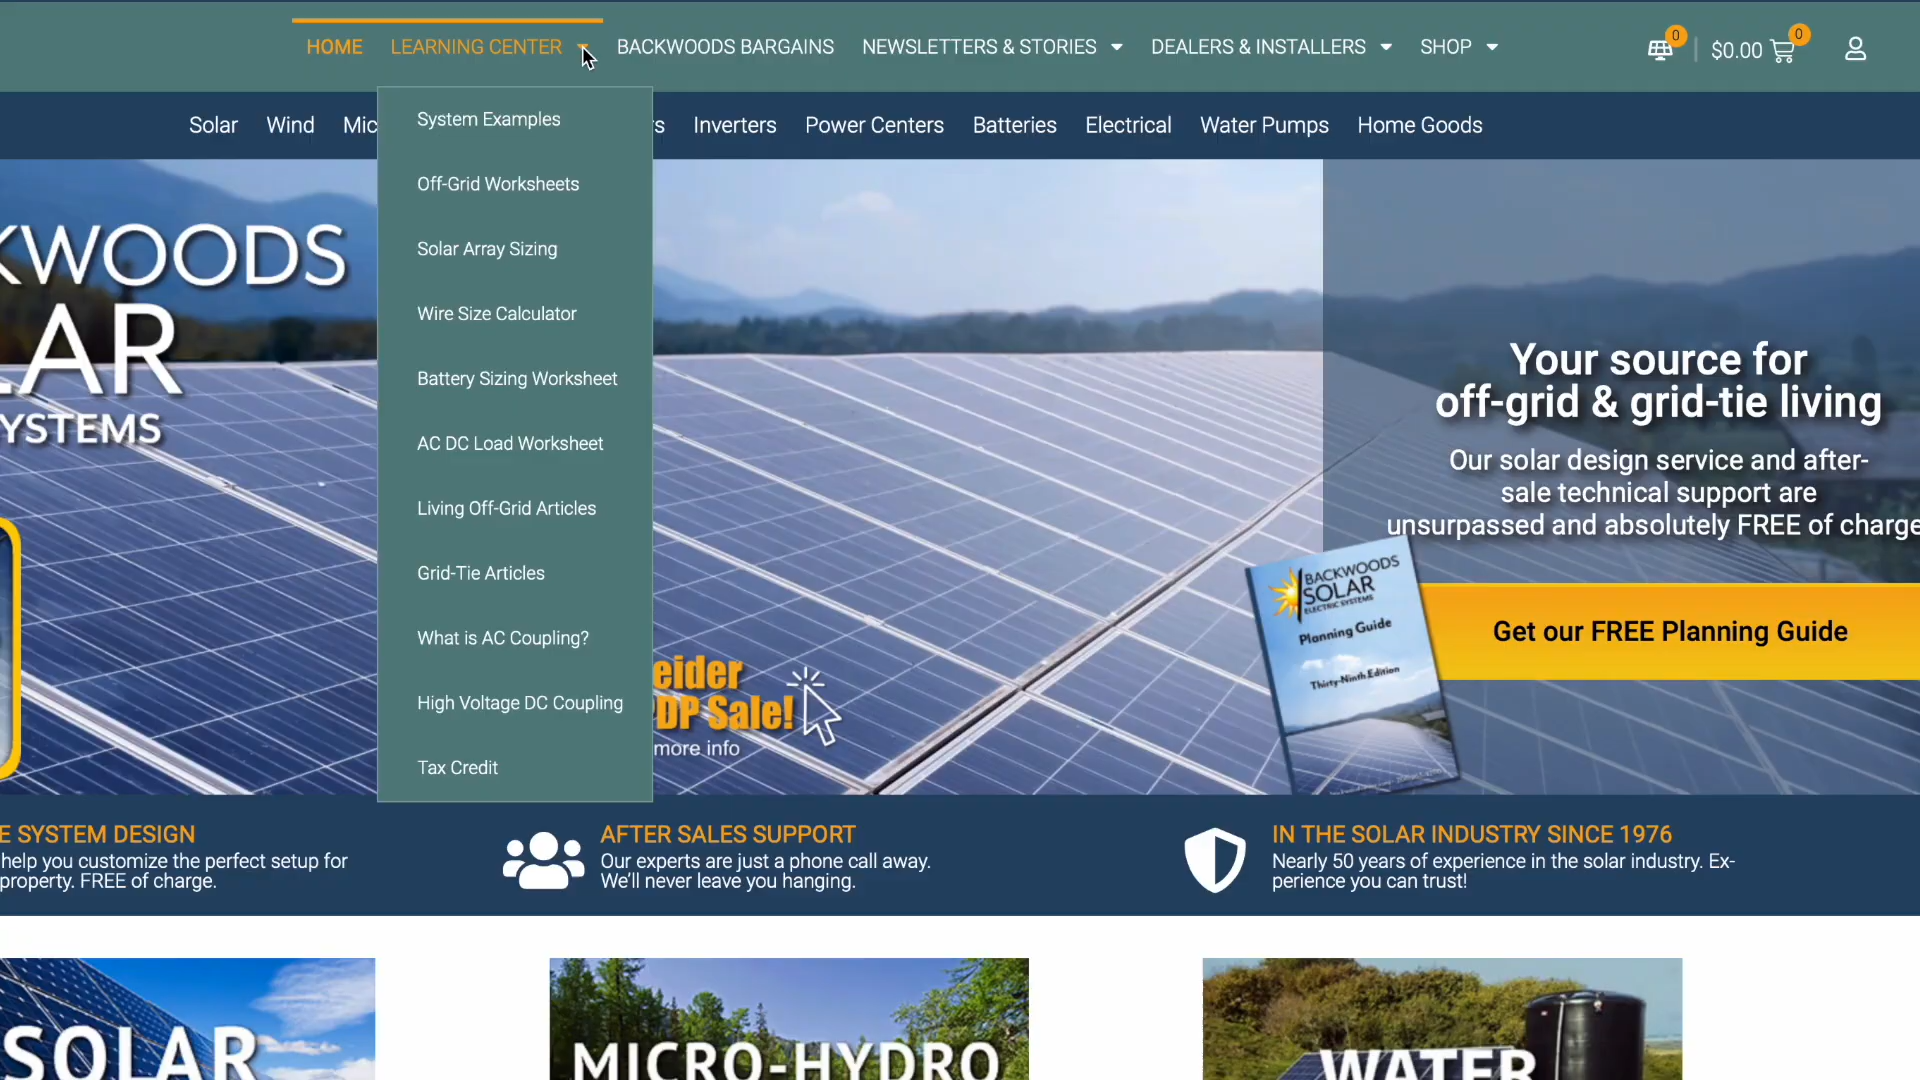 HOME LEARNING CENTER BACKWOODS BARGAINS NEWSLETTERS & STORIES DEALERS & INSTALLERS SHOP 0 $0.00 0
Solar Wind Mic s Inverters Power Centers Batteries Electrical Water Pumps Home Goods
System Examples
Off-Grid Worksheets
Solar Array Sizing
Wire Size Calculator
Battery Sizing Worksheet
AC DC Load Worksheet
Living Off-Grid Articles
Grid-Tie Articles
What is AC Coupling?
High Voltage DC Coupling
Tax Credit
KWOODS
LAR
YSTEMS
eider
DP Sale!
more info
Your source for
off-grid & grid-tie living
Our solar design service and after-
sale technical support are
unsurpassed and absolutely FREE of charge
BACKWOODS
SOLAR
ELECTRIC SYSTEMS
Planning Guide
Thirty-Ninth Edition
Get our FREE Planning Guide
E SYSTEM DESIGN
help you customize the perfect setup for
property. FREE of charge.
AFTER SALES SUPPORT
Our experts are just a phone call away.
We'll never leave you hanging.
IN THE SOLAR INDUSTRY SINCE 1976
Nearly 50 years of experience in the solar industry. Ex-
perience you can trust!
SOLAR
MICRO-HYDRO
WATER